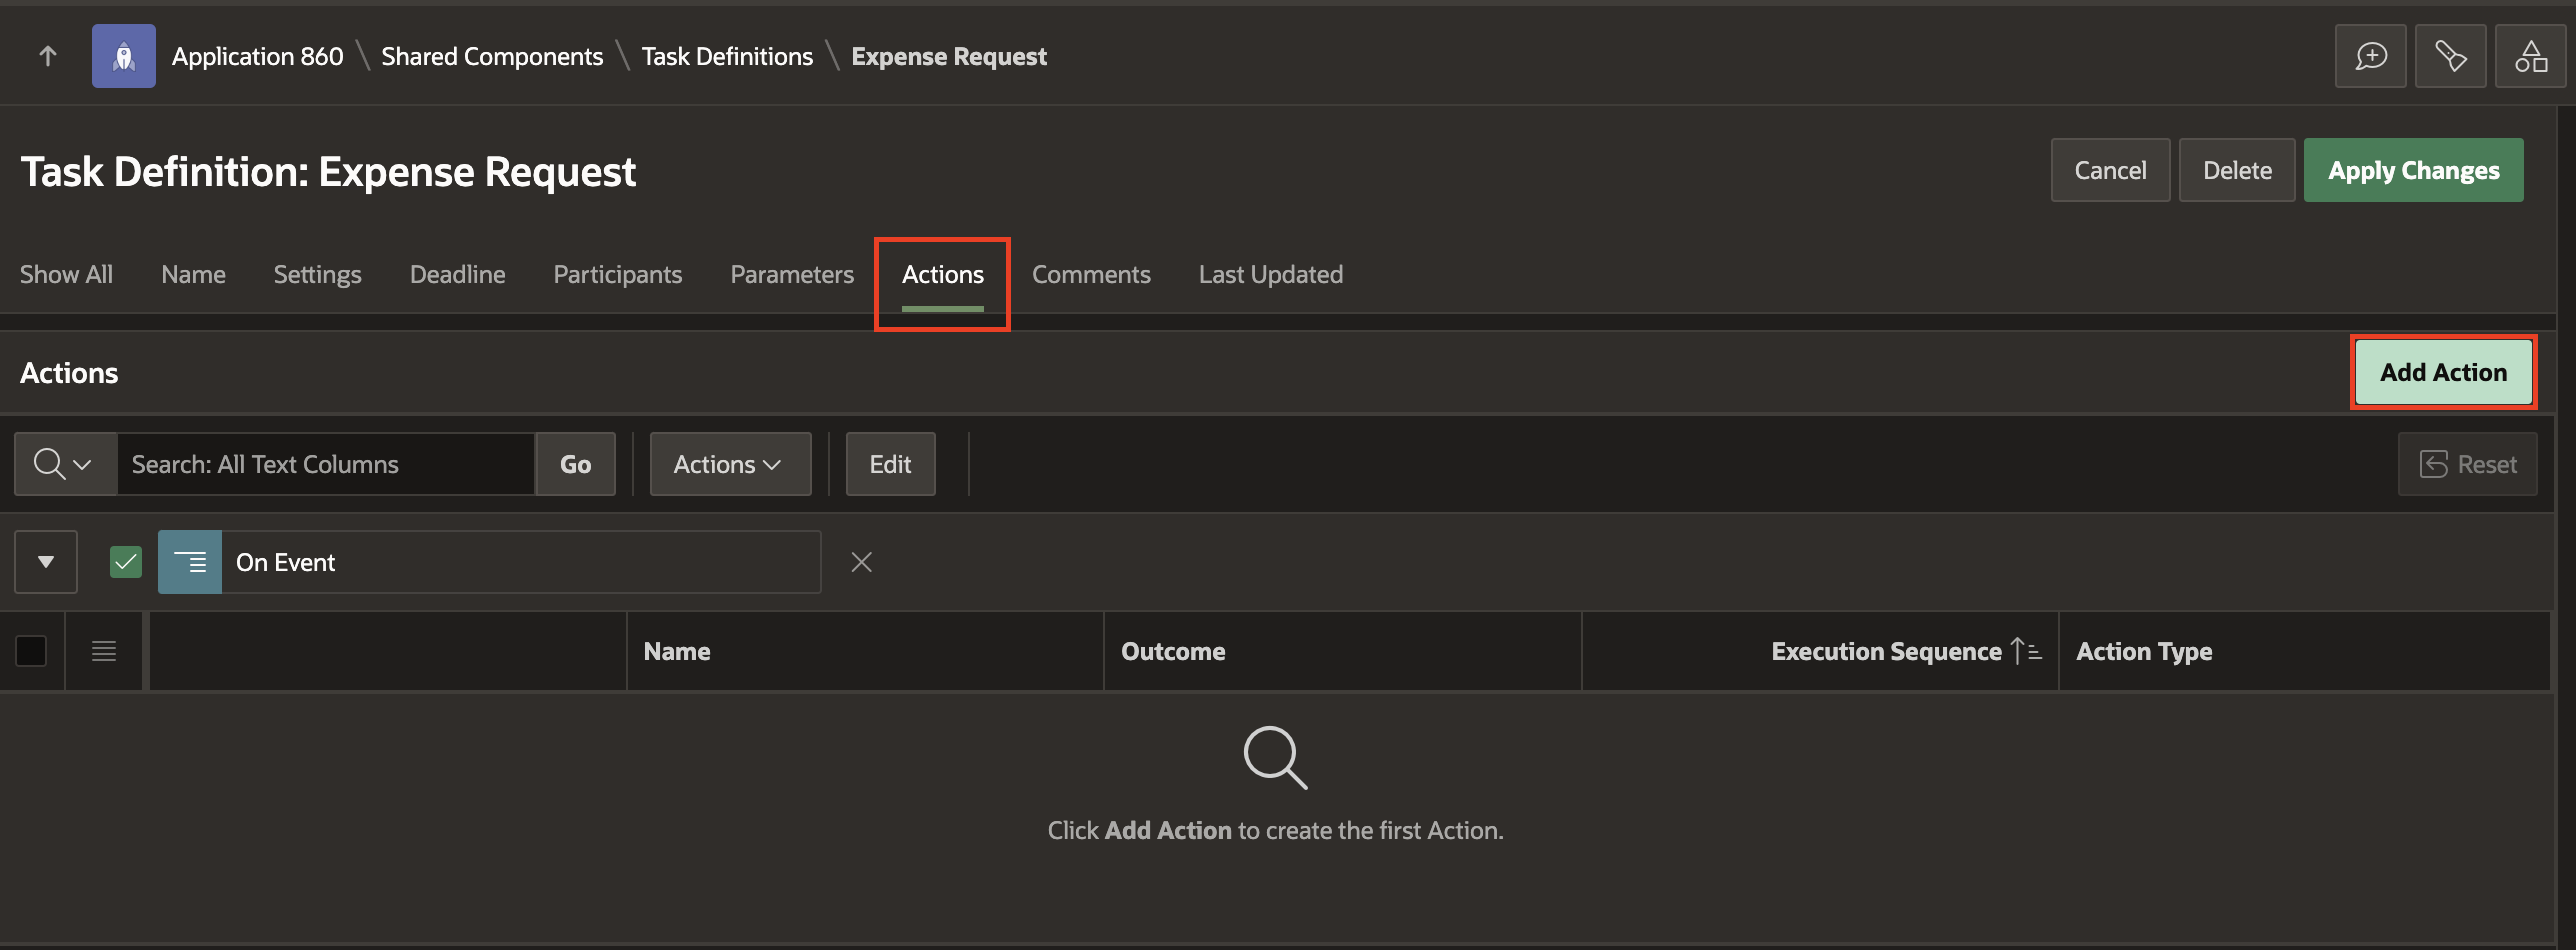 Application 860 \ Shared Components \ Task Definitions \ Expense Request
Task Definition: Expense Request
Cancel Delete Apply Changes
Show All Name Settings Deadline Participants Parameters Actions Comments Last Updated
Actions
Add Action
Search: All Text Columns Go Actions Edit Reset
On Event
Name Outcome Execution Sequence Action Type
Click Add Action to create the first Action.